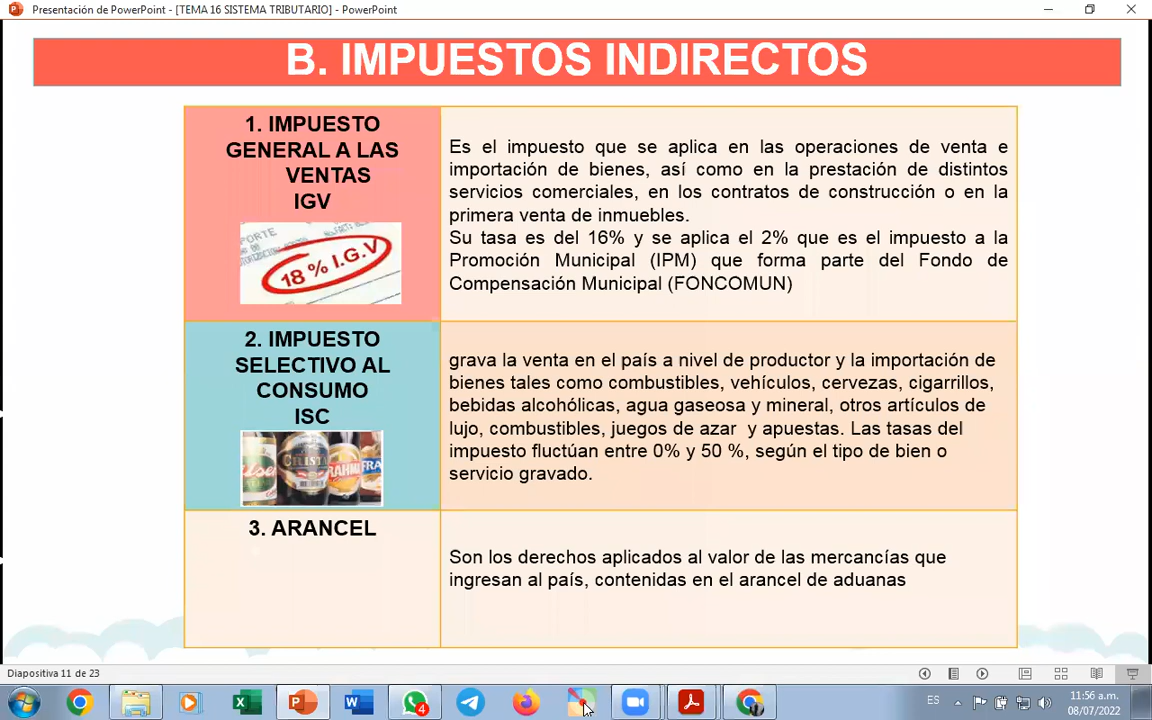 Presentación de PowerPoint - [TEMA 16 SISTEMA TRIBUTARIO] - PowerPoint
B. IMPUESTOS INDIRECTOS
1. IMPUESTO
GENERAL A LAS
VENTAS
IGV
18 % I.G.V
Es el impuesto que se aplica en las operaciones de venta e
importación de bienes, así como en la prestación de distintos
servicios comerciales, en los contratos de construcción o en la
primera venta de inmuebles.
Su tasa es del 16% y se aplica el 2% que es el impuesto a la
Promoción Municipal (IPM) que forma parte del Fondo de
Compensación Municipal (FONCOMUN)
2. IMPUESTO
SELECTIVO AL
CONSUMO
ISC
grava la venta en el país a nivel de productor y la importación de
bienes tales como combustibles, vehículos, cervezas, cigarrillos,
bebidas alcohólicas, agua gaseosa y mineral, otros artículos de
lujo, combustibles, juegos de azar y apuestas. Las tasas del
impuesto fluctúan entre 0% y 50 %, según el tipo de bien o
servicio gravado.
3. ARANCEL
Son los derechos aplicados al valor de las mercancías que
ingresan al país, contenidas en el arancel de aduanas
Diapositiva 11 de 23
4
ES
11:56 a.m.
08/07/2022